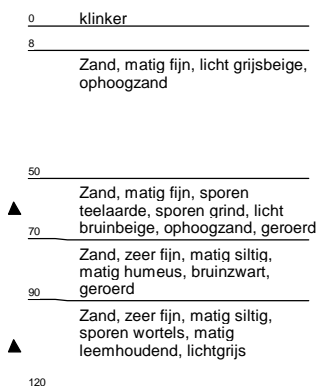 0 klinker
8
Zand, matig fijn, licht grijsbeige,
ophoogzand
50
Zand, matig fijn, sporen
teelaarde, sporen grind, licht
bruinbeige, ophoogzand, geroerd
70
Zand, zeer fijn, matig siltig,
matig humeus, bruinzwart,
geroerd
90
Zand, zeer fijn, matig siltig,
sporen wortels, matig
leemhoudend, lichtgrijs
120